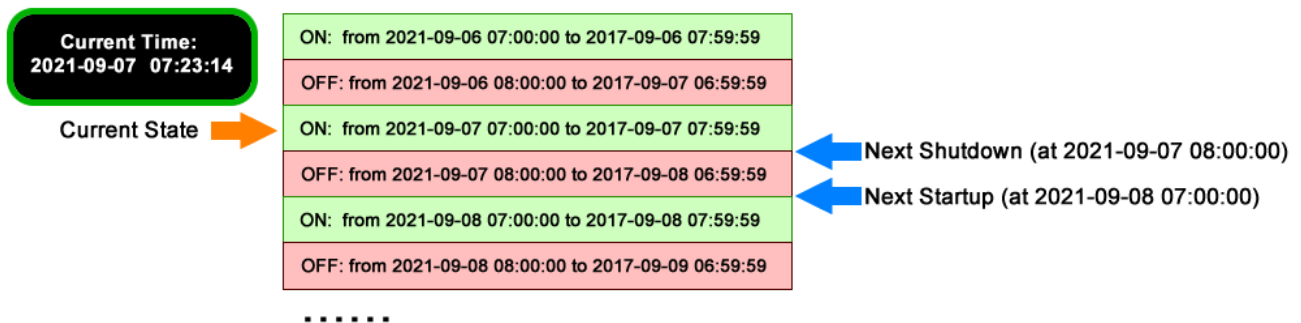 Current Time:
2021-09-07 07:23:14
Current State
ON: from 2021-09-06 07:00:00 to 2017-09-06 07:59:59
OFF: from 2021-09-06 08:00:00 to 2017-09-07 06:59:59
ON: from 2021-09-07 07:00:00 to 2017-09-07 07:59:59
OFF: from 2021-09-07 08:00:00 to 2017-09-08 06:59:59
ON: from 2021-09-08 07:00:00 to 2017-09-08 07:59:59
OFF: from 2021-09-08 08:00:00 to 2017-09-09 06:59:59
......
Next Shutdown (at 2021-09-07 08:00:00)
Next Startup (at 2021-09-08 07:00:00)